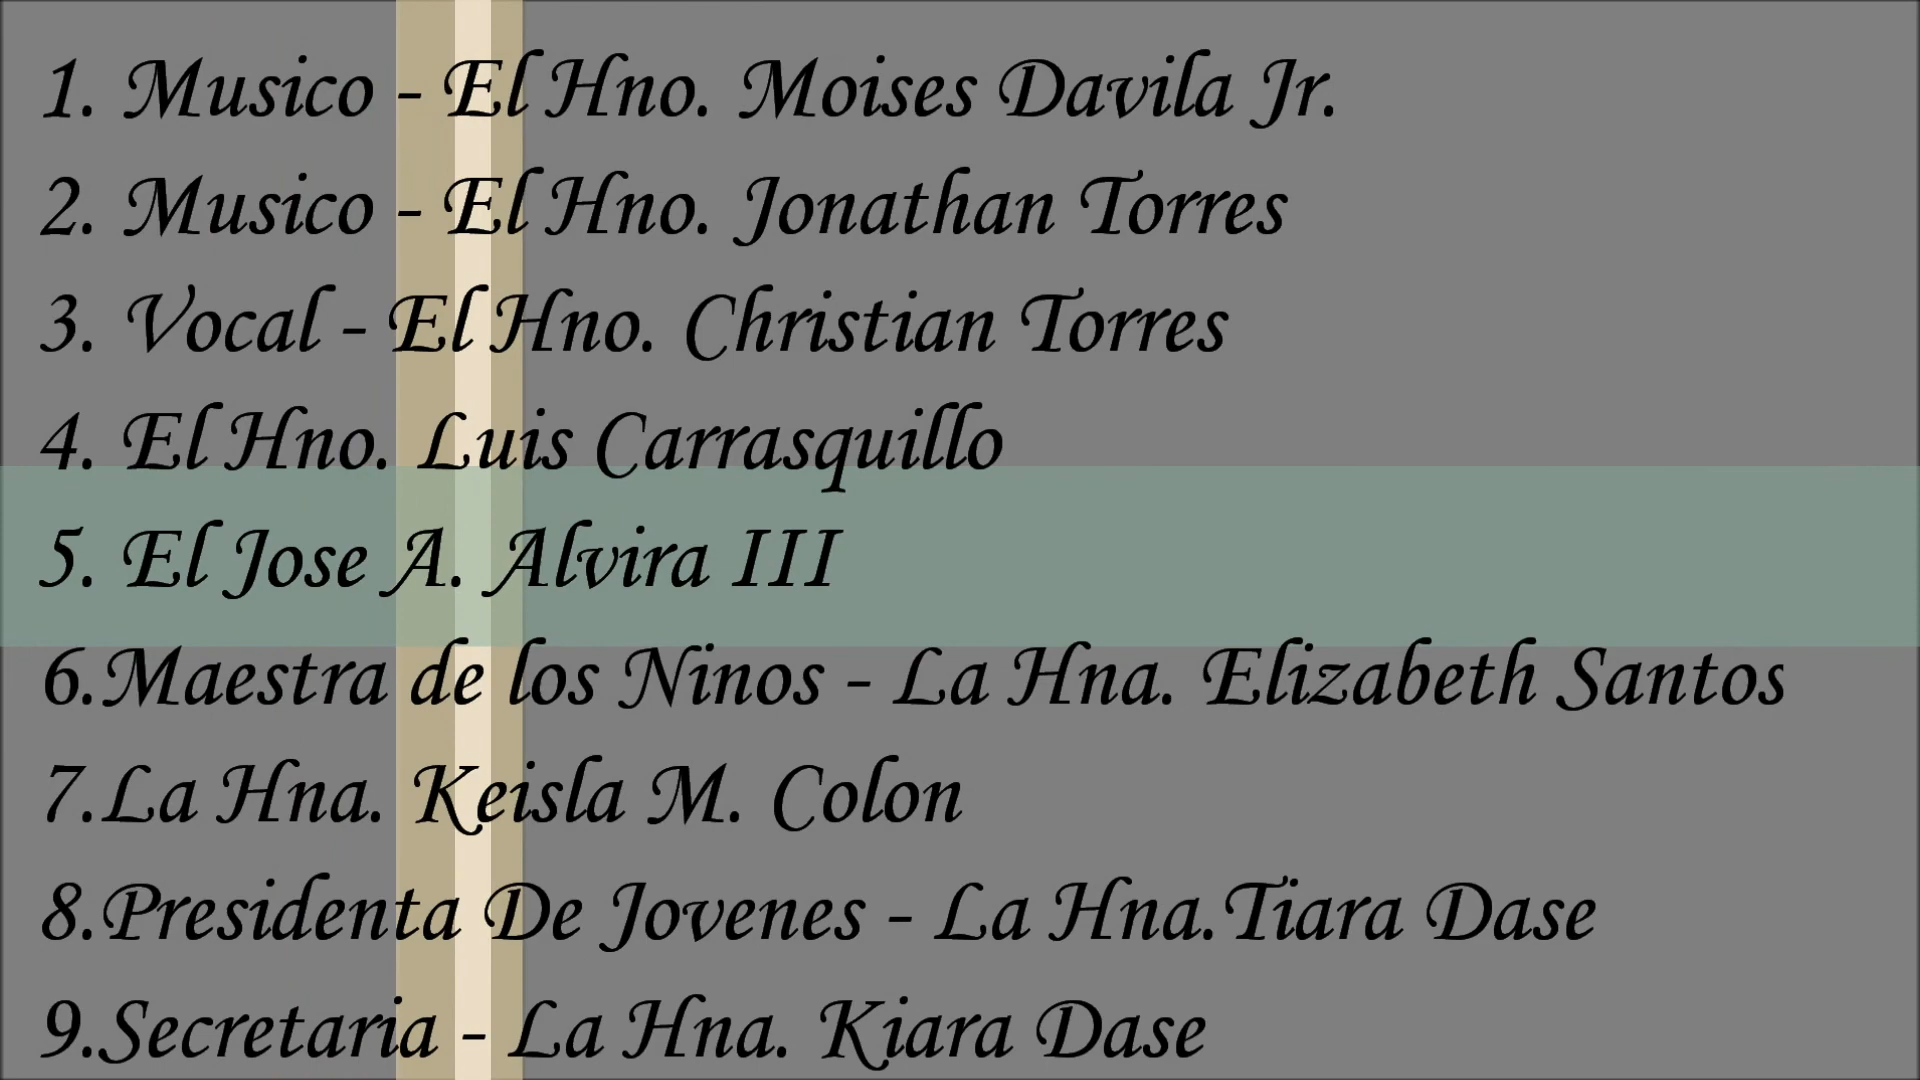 1. Musico - El Hno. Moises Davila Jr.
2. Musico - El Hno. Jonathan Torres
3. Vocal - El Hno. Christian Torres
4. El Hno. Luis Carrasquillo
5. El Jose A. Alvira III
6.Maestra de los Ninos - La Hna. Elizabeth Santos
7.La Hna. Keisla M. Colon
8.Presidenta De Jovenes - La Hna.Tiara Dase
9.Secretaria - La Hna. Kiara Dase